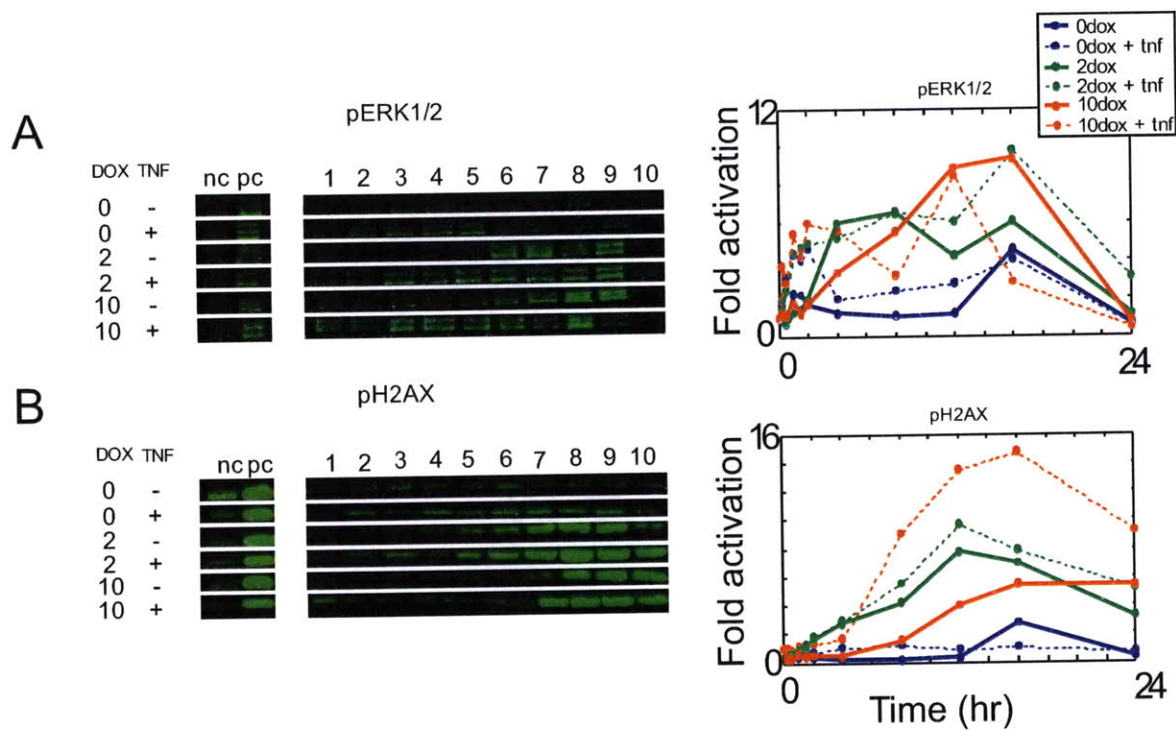 0dox
0dox + tnf
2dox
2dox + tnf
10dox
10dox + tnf
A
pERK1/2
DOX TNF
nc pc
1 2 3 4 5 6 7 8 9 10
0 -
0 +
2 -
2 +
10 -
10 +
pERK1/2
12
Fold activation
0
0 24
B
pH2AX
DOX TNF
nc pc
1 2 3 4 5 6 7 8 9 10
0 -
0 +
2 -
2 +
10 -
10 +
pH2AX
16
Fold activation
0
0 24
Time (hr)